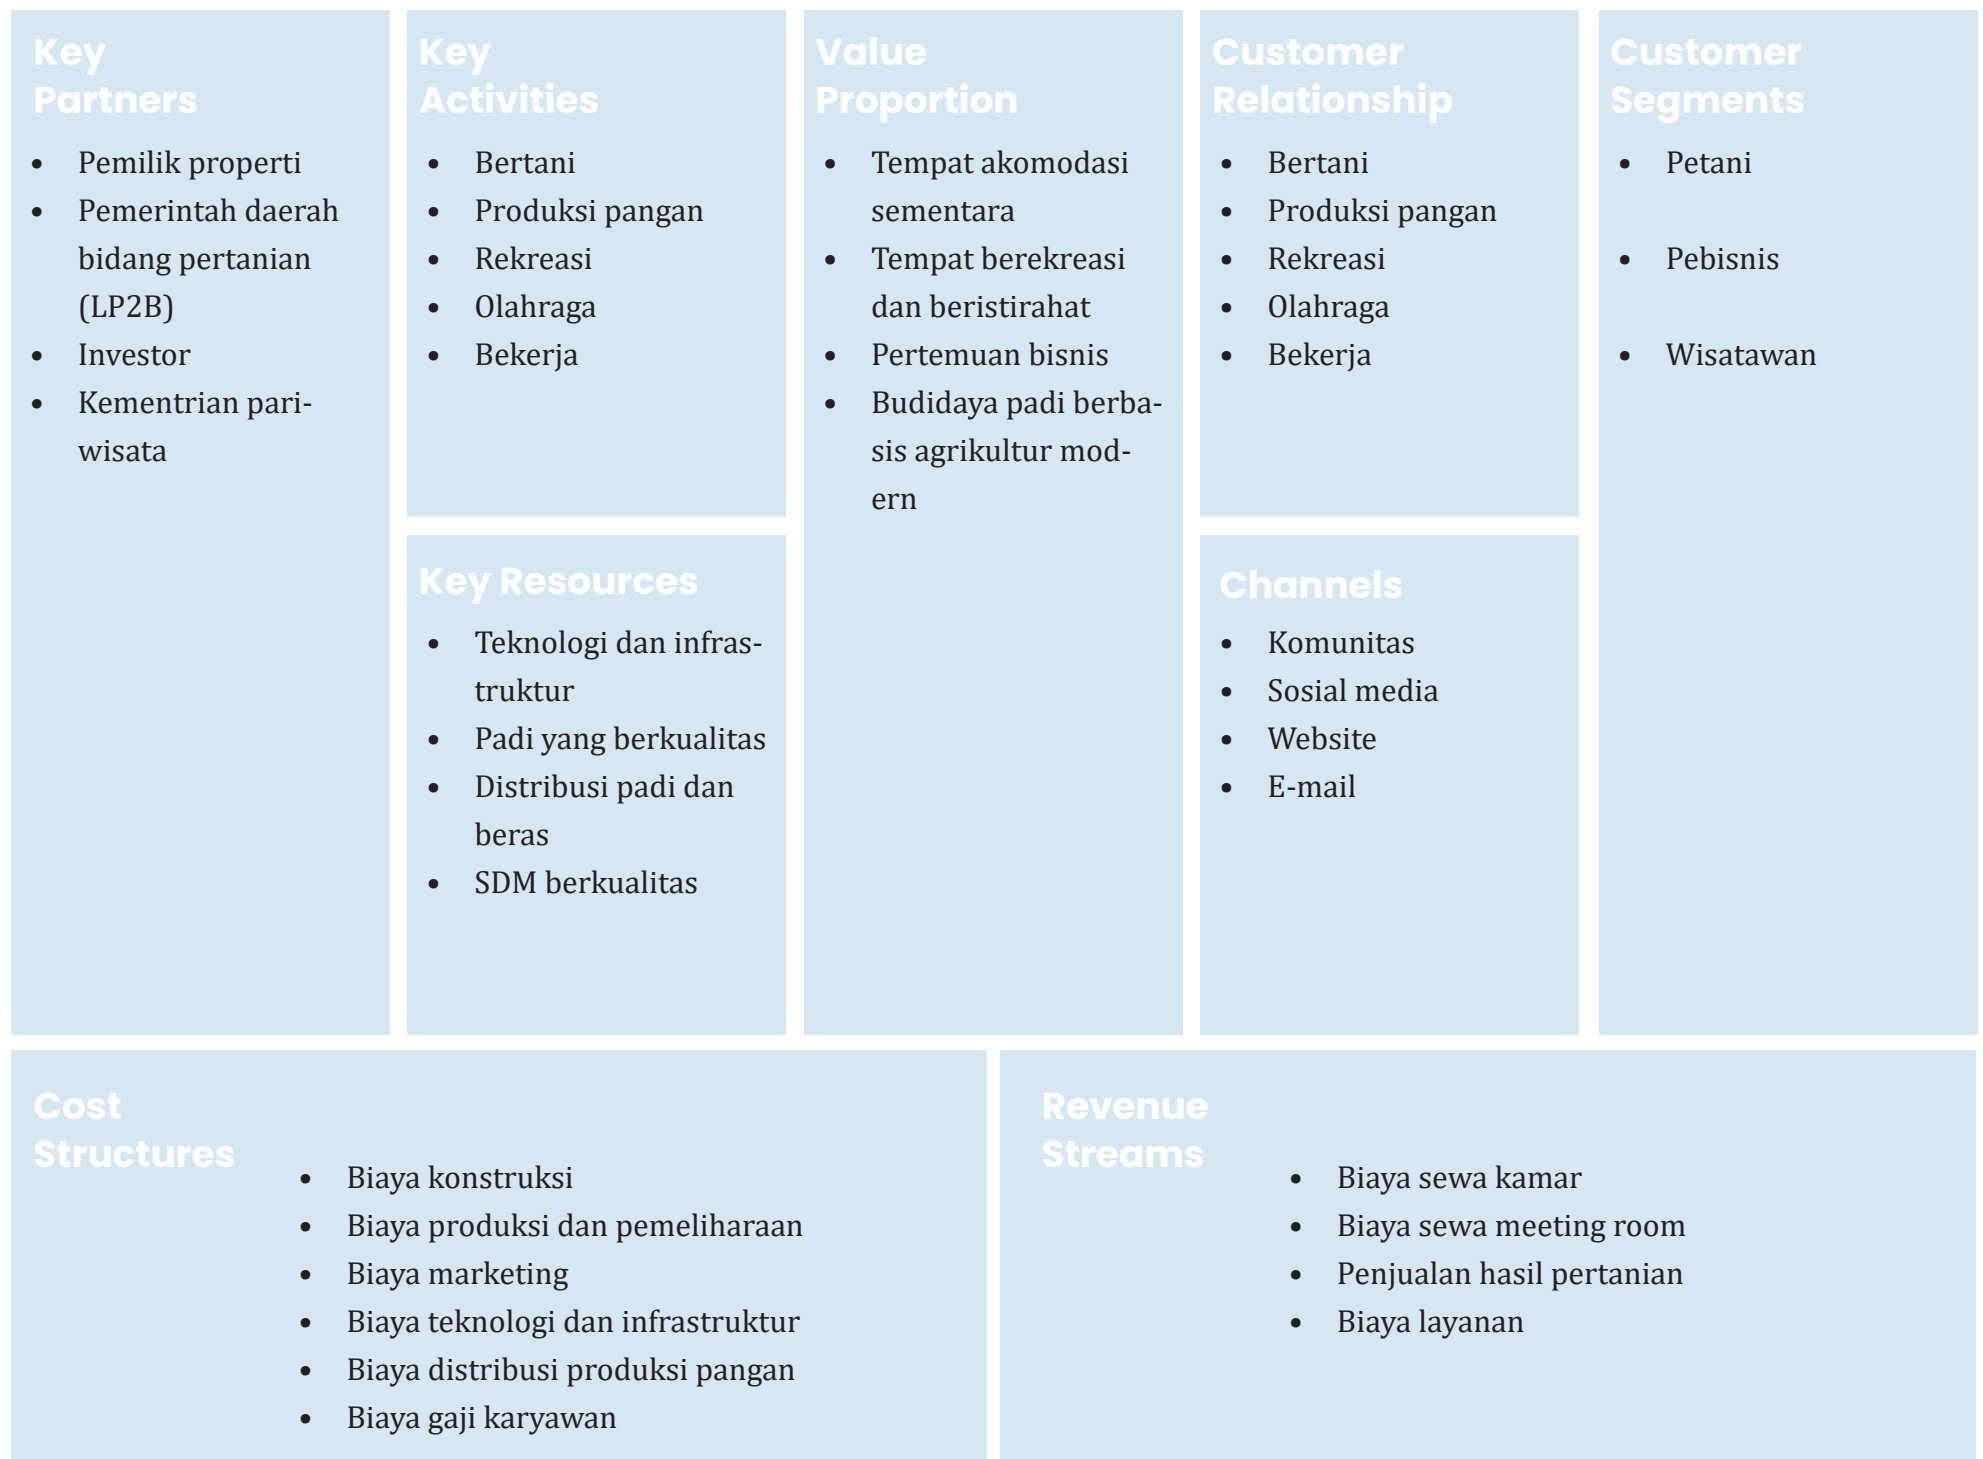 Key
Partners
• Pemilik properti
• Pemerintah daerah
bidang pertanian
(LP2B)
• Investor
• Kementrian pari-
wisata
Key
Activities
• Bertani
• Produksi pangan
• Rekreasi
• Olahraga
• Bekerja
Key Resources
• Teknologi dan infras-
truktur
• Padi yang berkualitas
• Distribusi padi dan
beras
• SDM berkualitas
Value
Proportion
• Tempat akomodasi
sementara
• Tempat berekreasi
dan beristirahat
• Pertemuan bisnis
• Budidaya padi berba-
sis agrikultur mod-
ern
Customer
Relationship
• Bertani
• Produksi pangan
• Rekreasi
• Olahraga
• Bekerja
Channels
• Komunitas
• Sosial media
• Website
• E-mail
Customer
Segments
• Petani
• Pebisnis
• Wisatawan
Cost
Structures
• Biaya konstruksi
• Biaya produksi dan pemeliharaan
• Biaya marketing
• Biaya teknologi dan infrastruktur
• Biaya distribusi produksi pangan
• Biaya gaji karyawan
Revenue
Streams
• Biaya sewa kamar
• Biaya sewa meeting room
• Penjualan hasil pertanian
• Biaya layanan